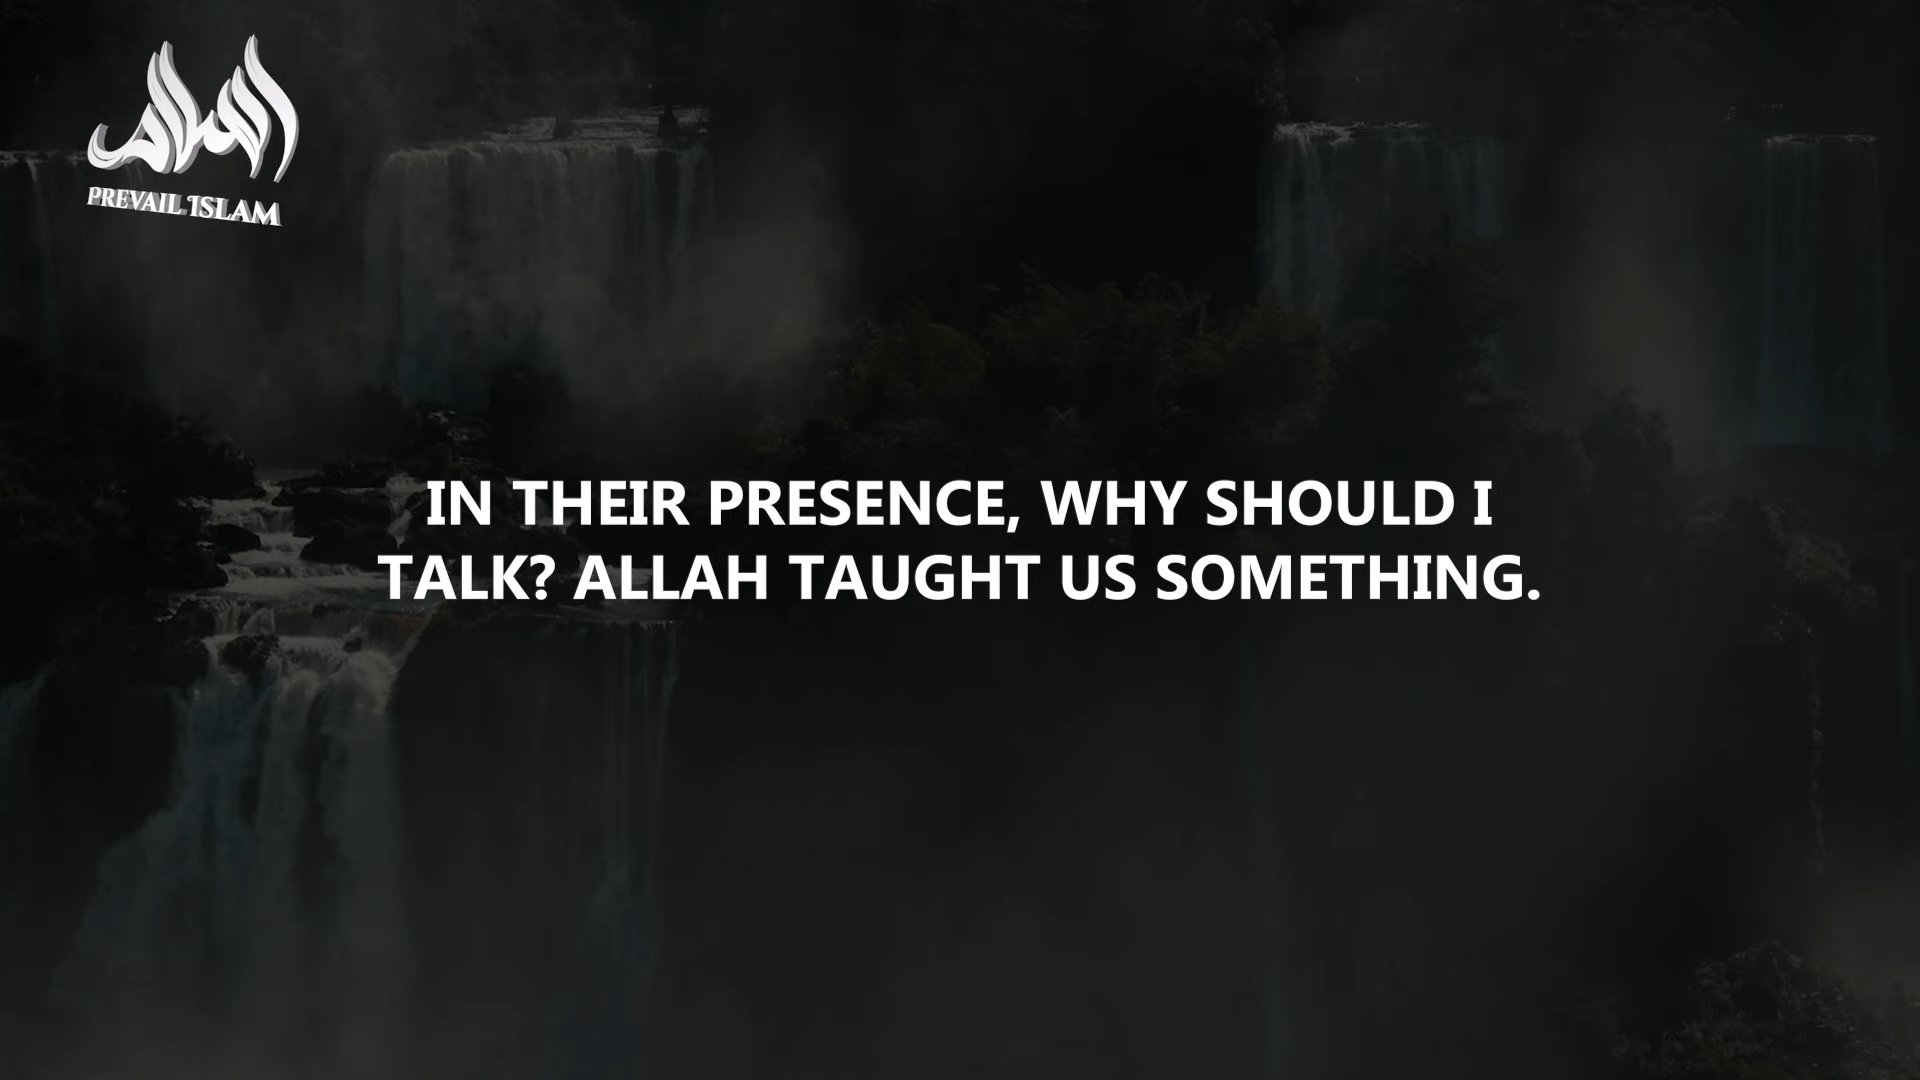 PREVAIL ISLAM
IN THEIR PRESENCE, WHY SHOULD I
TALK? ALLAH TAUGHT US SOMETHING.